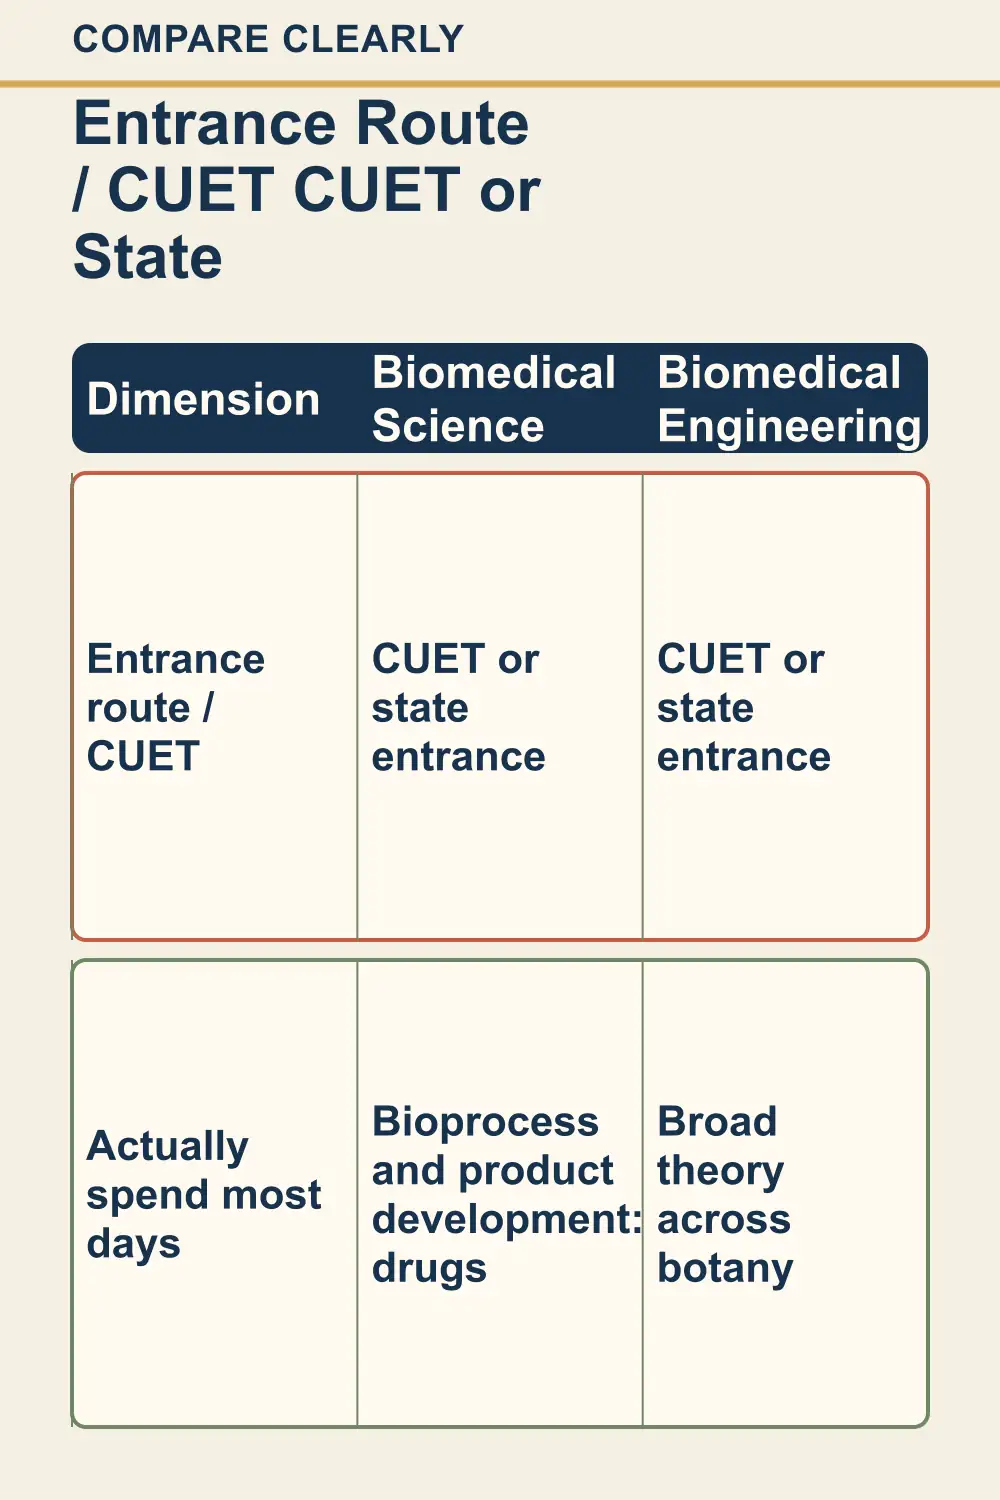 COMPARE CLEARLY
Entrance Route
/ CUET CUET or
State
Dimension
Biomedical
Science
Biomedical
Engineering
Entrance
route /
CUET
CUET or
state
entrance
CUET or
state
entrance
Actually
spend most
days
Bioprocess
and product
development:
drugs
Broad
theory
across
botany